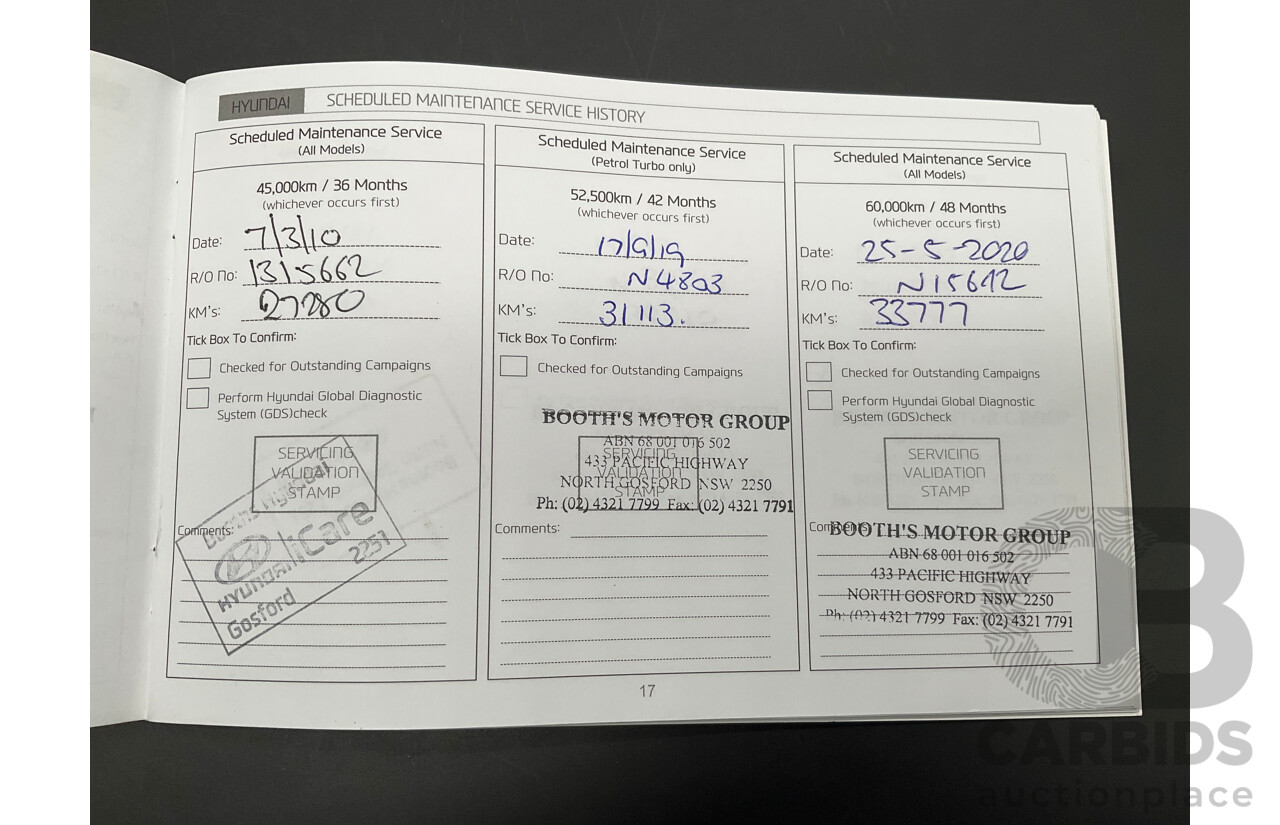 HYUNDAI SCHEDULED MAINTENANCE SERVICE HISTORY
Scheduled Maintenance Service
(All Models)
45,000km / 36 Months
(whichever occurs first)
Date: 7/3/10
R/O No: 1315662
KM's: 27280
Tick Box To Confirm:
Checked for Outstanding Campaigns
Perform Hyundai Global Diagnostic
System (GDS)check
SERVICING
VALIDATION
STAMP
Comments:
Booths Hyundai
HYUNDAI iCare
Gosford 2251
Scheduled Maintenance Service
(Petrol Turbo only)
52,500km / 42 Months
(whichever occurs first)
Date: 17/9/19
R/O No: N4803
KM's: 31113.
Tick Box To Confirm:
Checked for Outstanding Campaigns
SERVICING
VALIDATION
STAMP
BOOTH'S MOTOR GROUP
ABN 68 001 016 502
433 PACIFIC HIGHWAY
NORTH GOSFORD NSW 2250
Ph: (02) 4321 7799 Fax: (02) 4321 7791
Comments:
Scheduled Maintenance Service
(All Models)
60,000km / 48 Months
(whichever occurs first)
Date: 25-5-2020
R/O No: N15612
KM's: 33777
Tick Box To Confirm:
Checked for Outstanding Campaigns
Perform Hyundai Global Diagnostic
System (GDS)check
SERVICING
VALIDATION
STAMP
Comments:
BOOTH'S MOTOR GROUP
ABN 68 001 016 502
433 PACIFIC HIGHWAY
NORTH GOSFORD NSW 2250
Ph: (02) 4321 7799 Fax: (02) 4321 7791
17
CARBIDS
auctionplace